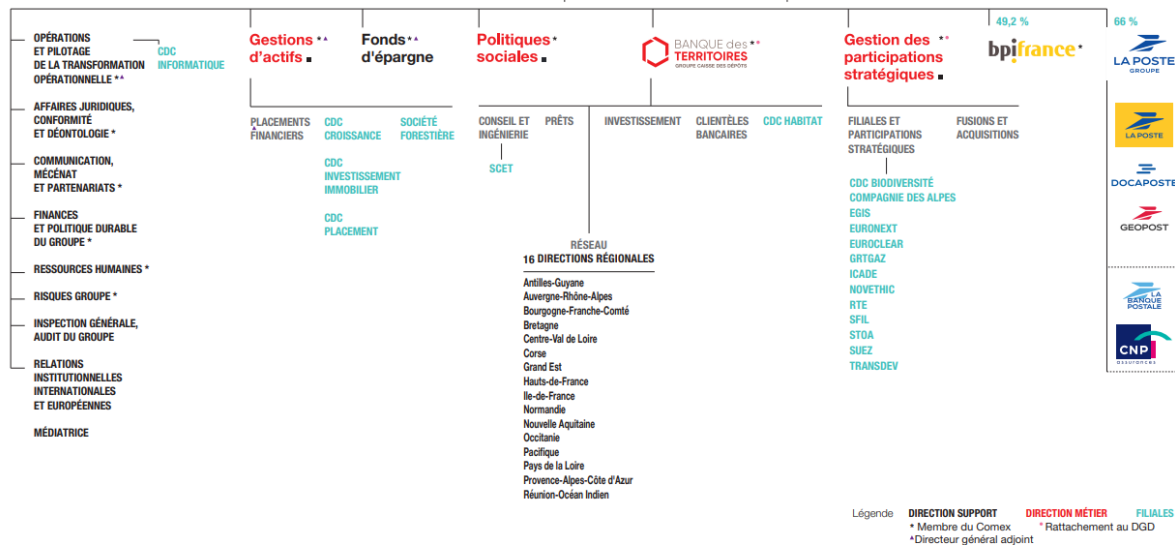 49,2 %
66 %
OPÉRATIONS
ET PILOTAGE
DE LA TRANSFORMATION
OPÉRATIONNELLE *▲
CDC
INFORMATIQUE
AFFAIRES JURIDIQUES,
CONFORMITÉ
ET DÉONTOLOGIE *
COMMUNICATION,
MÉCÉNAT
ET PARTENARIATS *
FINANCES
ET POLITIQUE DURABLE
DU GROUPE *
RESSOURCES HUMAINES *
RISQUES GROUPE *
INSPECTION GÉNÉRALE,
AUDIT DU GROUPE
RELATIONS
INSTITUTIONNELLES
INTERNATIONALES
ET EUROPÉENNES
MÉDIATRICE
Gestions *▲
d'actifs ■
Fonds *▲
d'épargne
PLACEMENTS
FINANCIERS
▲
CDC
CROISSANCE
SOCIÉTÉ
FORESTIÈRE
CDC
INVESTISSEMENT
IMMOBILIER
CDC
PLACEMENT
Politiques *
sociales ■
BANQUE des **
TERRITOIRES
GROUPE CAISSE DES DÉPÔTS
CONSEIL ET
INGÉNIERIE
PRÊTS
INVESTISSEMENT
CLIENTÈLES
BANCAIRES
CDC HABITAT
SCET
RÉSEAU
16 DIRECTIONS RÉGIONALES
Antilles-Guyane
Auvergne-Rhône-Alpes
Bourgogne-Franche-Comté
Bretagne
Centre-Val de Loire
Corse
Grand Est
Hauts-de-France
Ile-de-France
Normandie
Nouvelle Aquitaine
Occitanie
Pacifique
Pays de la Loire
Provence-Alpes-Côte d'Azur
Réunion-Océan Indien
Gestion des **
participations
stratégiques ■
FILIALES ET
PARTICIPATIONS
STRATÉGIQUES
FUSIONS ET
ACQUISITIONS
CDC BIODIVERSITÉ
COMPAGNIE DES ALPES
EGIS
EURONEXT
EUROCLEAR
GRTGAZ
ICADE
NOVETHIC
RTE
SFIL
STOA
SUEZ
TRANSDEV
bpifrance *
LA POSTE
GROUPE
LA POSTE
DOCAPOSTE
GEOPOST
LA
BANQUE
POSTALE
CNP
assurances
Légende DIRECTION SUPPORT DIRECTION MÉTIER FILIALES
* Membre du Comex * Rattachement au DGD
▲Directeur général adjoint